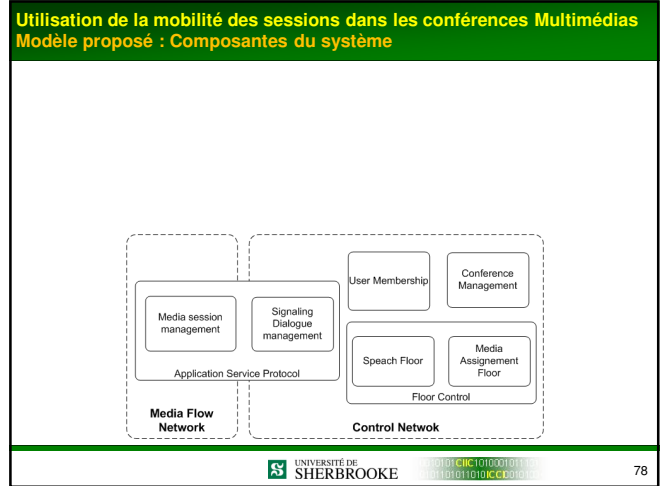 Utilisation de la mobilité des sessions dans les conférences Multimédias
Modèle proposé : Composantes du système
User Membership
Conference
Management
Media session
management
Signaling
Dialogue
management
Speach Floor
Media
Assignement
Floor
Application Service Protocol
Floor Control
Media Flow
Network
Control Netwok
S UNIVERSITÉ DE
SHERBROOKE
CIIC
ICCI
78